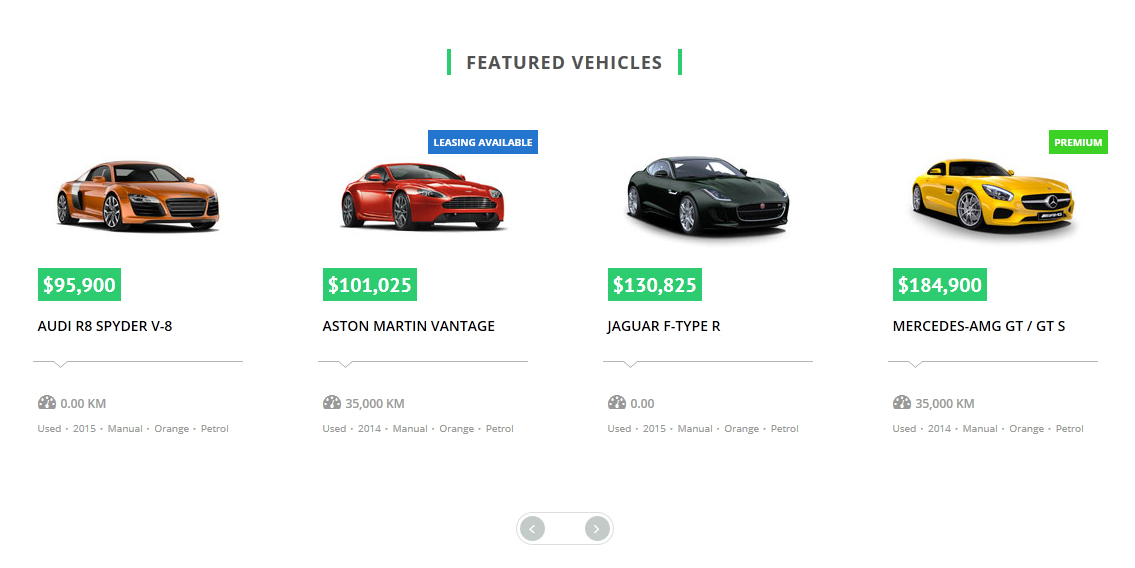 FEATURED VEHICLES
LEASING AVAILABLE
PREMIUM
$95,900
AUDI R8 SPYDER V-8
0.00 KM
Used · 2015 · Manual · Orange · Petrol
$101,025
ASTON MARTIN VANTAGE
35,000 KM
Used · 2014 · Manual · Orange · Petrol
$130,825
JAGUAR F-TYPE R
0.00
Used · 2015 · Manual · Orange · Petrol
$184,900
MERCEDES-AMG GT / GT S
35,000 KM
Used · 2014 · Manual · Orange · Petrol